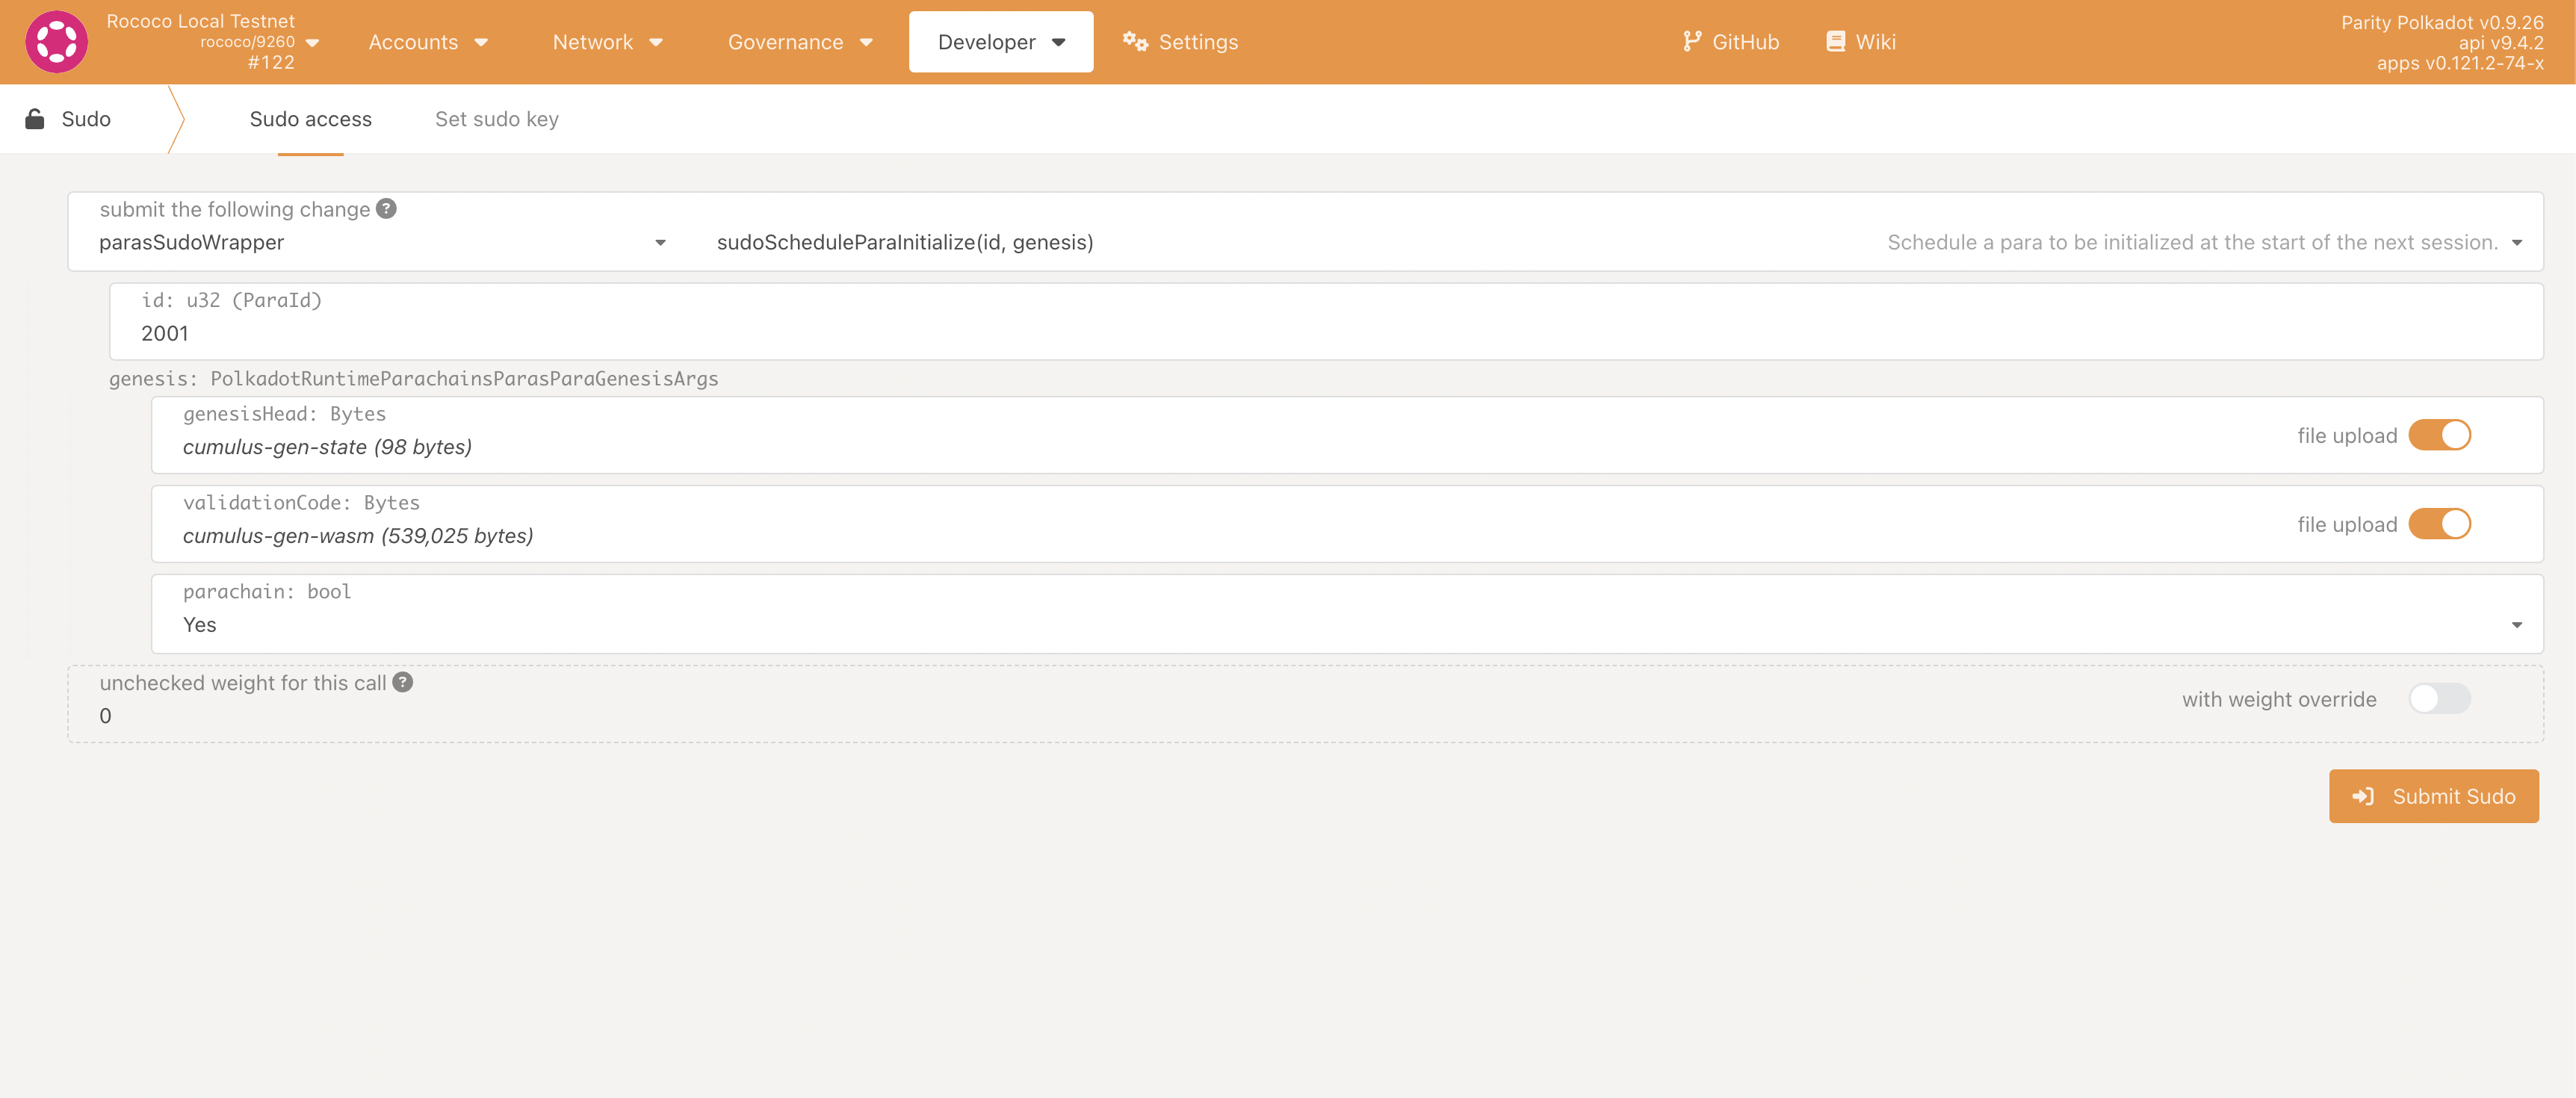 Rococo Local Testnet
rococo/9260
#122
Accounts
Network
Governance
Developer
Settings
GitHub
Wiki
Parity Polkadot v0.9.26
api v9.4.2
apps v0.121.2-74-x
Sudo
Sudo access
Set sudo key
submit the following change ?
parasSudoWrapper
sudoScheduleParaInitialize(id, genesis)
Schedule a para to be initialized at the start of the next session.
id: u32 (ParaId)
2001
genesis: PolkadotRuntimeParachainsParasParaGenesisArgs
genesisHead: Bytes
cumulus-gen-state (98 bytes)
file upload
validationCode: Bytes
cumulus-gen-wasm (539,025 bytes)
file upload
parachain: bool
Yes
unchecked weight for this call ?
0
with weight override
Submit Sudo